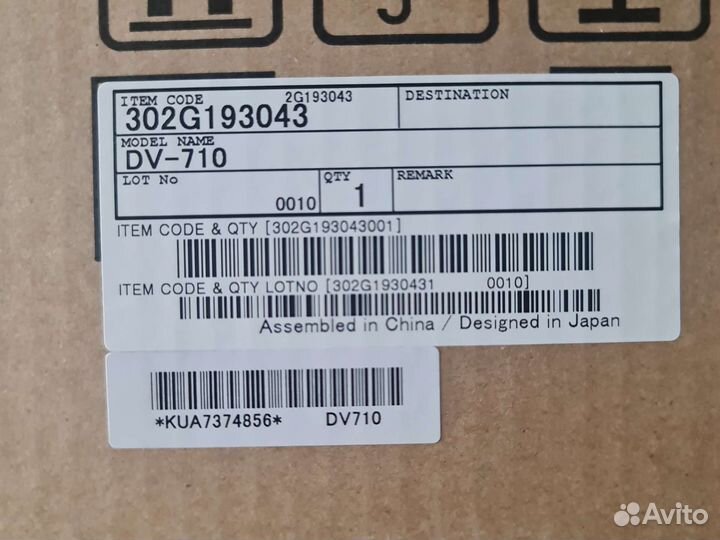 ITEM CODE 2G193043 DESTINATION
302G193043
MODEL NAME
DV-710
LOT No QTY REMARK
0010 1
ITEM CODE & QTY [302G193043001]
ITEM CODE & QTY LOTNO [302G1930431 0010]
Assembled in China / Designed in Japan
*KUA7374856* DV710
Avito